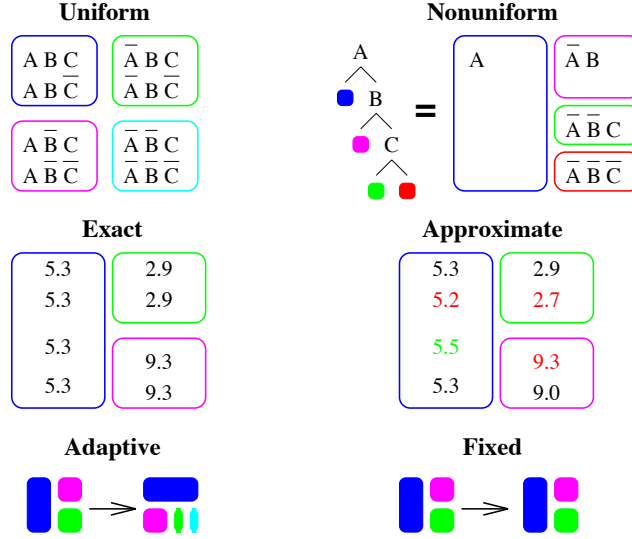 Uniform
A B C
A B C̅
A̅ B C
A̅ B C̅
A B̅ C
A B̅ C̅
A̅ B̅ C
A̅ B̅ C̅
Nonuniform
A
B
C
=
A
A̅ B
A̅ B̅ C
A̅ B̅ C̅
Exact
5.3
5.3
5.3
5.3
2.9
2.9
9.3
9.3
Approximate
5.3
5.2
5.5
5.3
2.9
2.7
9.3
9.0
Adaptive
Fixed